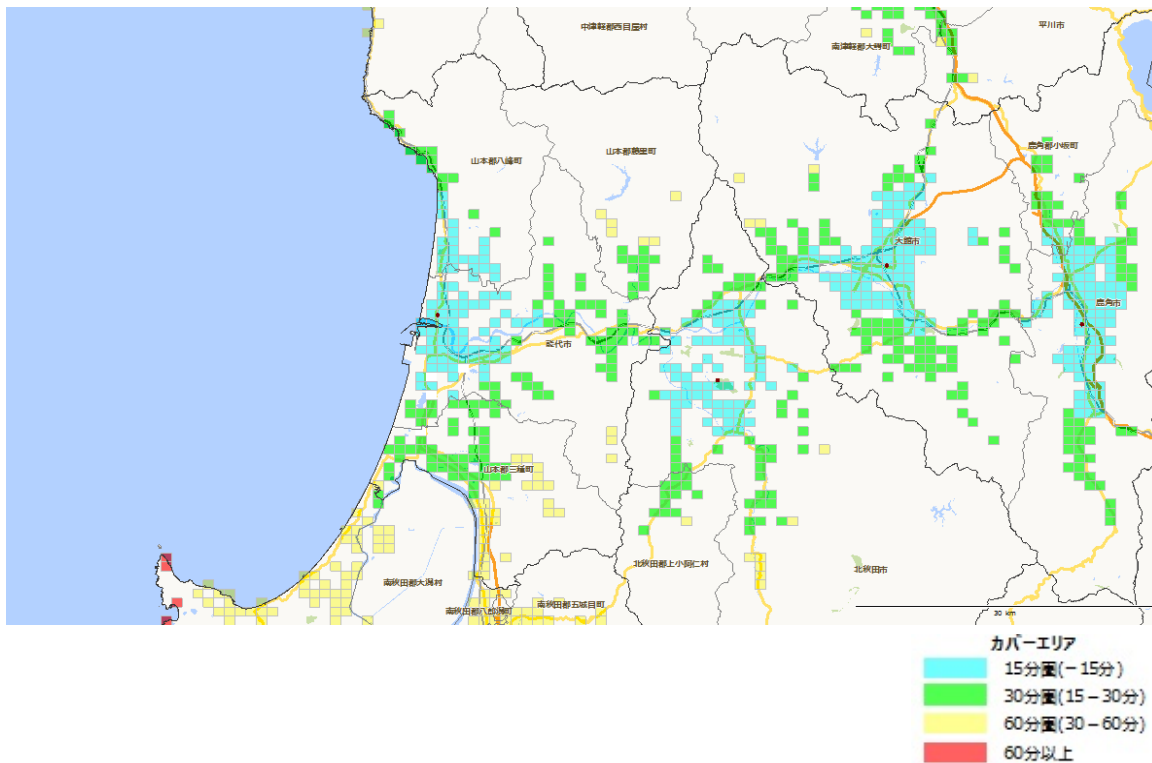 中津軽郡西目屋村
平川市
南津軽郡大鰐町
鹿角郡小坂町
山本郡藤里町
山本郡八峰町
大館市
鹿角市
能代市
山本郡三種町
北秋田郡上小阿仁村
北秋田市
南秋田郡大潟村
南秋田郡八郎潟町
南秋田郡五城目町
30 km
カバーエリア
15分圏(-15分)
30分圏(15-30分)
60分圏(30-60分)
60分以上